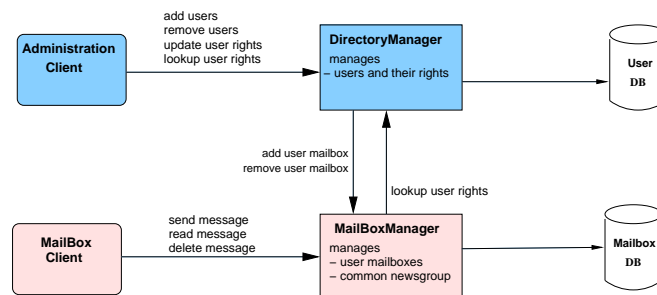 add users
remove users
update user rights
lookup user rights
Administration
Client
DirectoryManager
manages
– users and their rights
User
DB
add user mailbox
remove user mailbox
lookup user rights
send message
read message
delete message
MailBox
Client
MailBoxManager
manages
– user mailboxes
– common newsgroup
Mailbox
DB